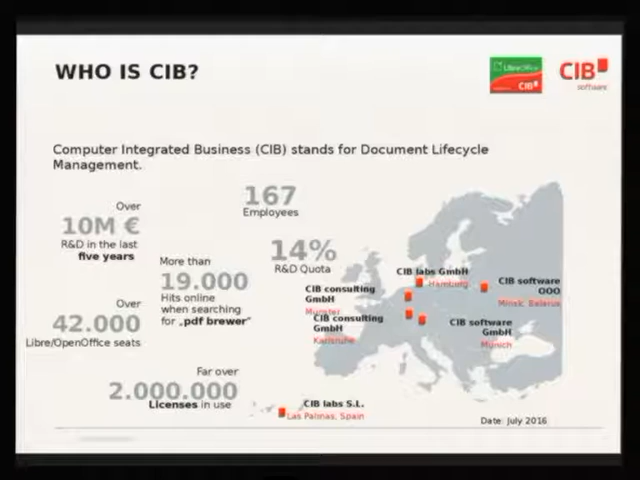 WHO IS CIB?
LibreOffice
CIB
CIB
software
Computer Integrated Business (CIB) stands for Document Lifecycle
Management.
167
Employees
Over
10M €
R&D in the last
five years
14%
R&D Quota
More than
19.000
Hits online
when searching
for „pdf brewer“
Over
42.000
Libre/OpenOffice seats
Far over
2.000.000
Licenses in use
CIB labs GmbH
Hamburg
CIB software
OOO
Minsk, Belarus
CIB consulting
GmbH
Münster
CIB consulting
GmbH
Karlsruhe
CIB software
GmbH
Munich
CIB labs S.L.
Las Palmas, Spain
Date: July 2016